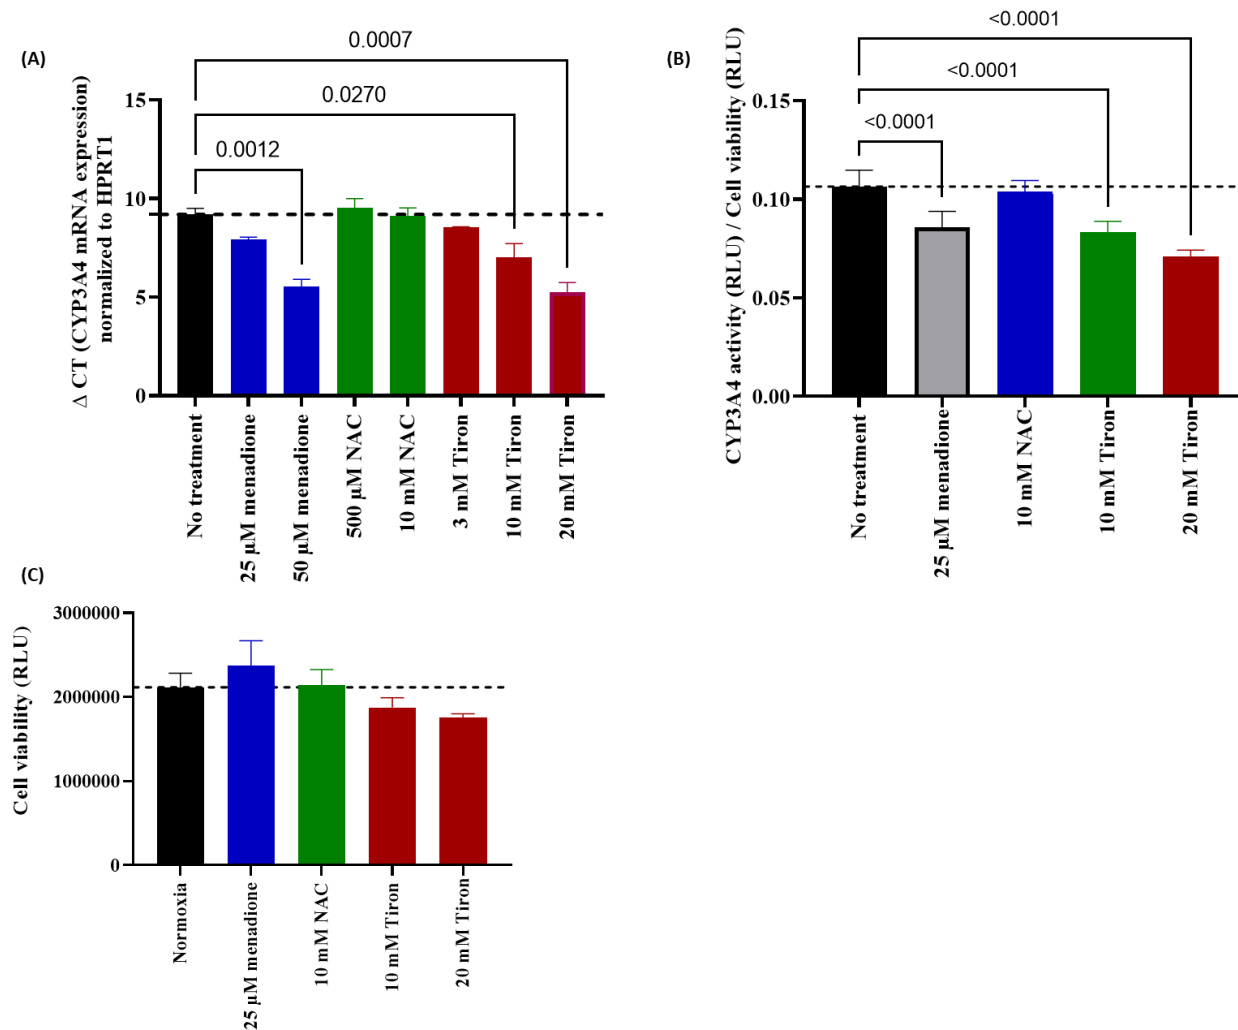 (A)
0.0007
0.0270
0.0012
Δ CT (CYP3A4 mRNA expression)
normalized to HPRT1
15
10
5
0
No treatment
25 µM menadione
50 µM menadione
500 µM NAC
10 mM NAC
3 mM Tiron
10 mM Tiron
20 mM Tiron
(B)
<0.0001
<0.0001
<0.0001
CYP3A4 activity (RLU) / Cell viability (RLU)
0.15
0.10
0.05
0.00
No treatment
25 µM menadione
10 mM NAC
10 mM Tiron
20 mM Tiron
(C)
Cell viability (RLU)
3000000
2000000
1000000
0
Normoxia
25 µM menadione
10 mM NAC
10 mM Tiron
20 mM Tiron